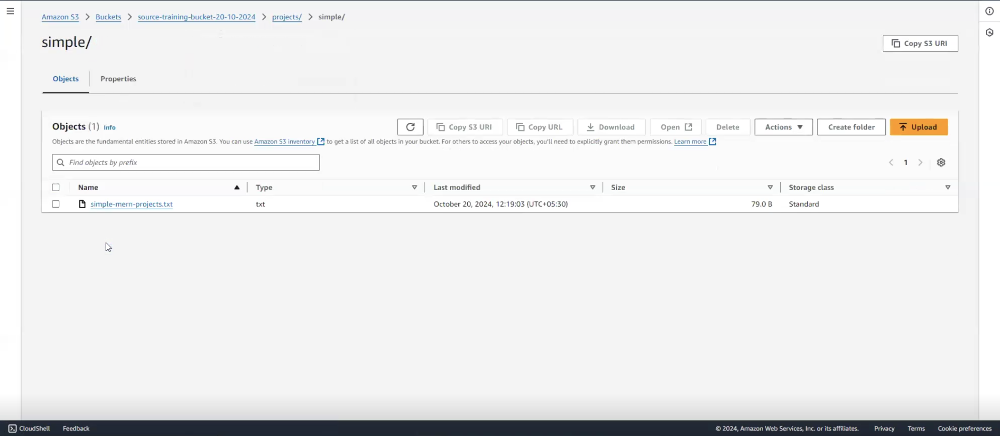 Amazon S3 > Buckets > source-training-bucket-20-10-2024 > projects/ > simple/
simple/
Copy S3 URI
Objects
Properties
Objects (1) Info
Copy S3 URI
Copy URL
Download
Open
Delete
Actions
Create folder
Upload
Objects are the fundamental entities stored in Amazon S3. You can use Amazon S3 inventory to get a list of all objects in your bucket. For others to access your objects, you'll need to explicitly grant them permissions. Learn more
Find objects by prefix
1
Name Type Last modified Size Storage class
simple-mern-projects.txt txt October 20, 2024, 12:19:03 (UTC+05:30) 79.0 B Standard
CloudShell Feedback © 2024, Amazon Web Services, Inc. or its affiliates. Privacy Terms Cookie preferences